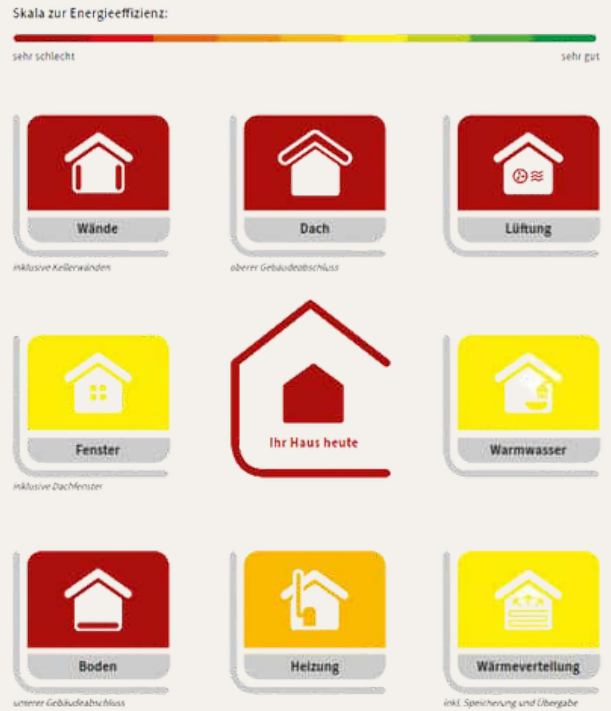 Skala zur Energieeffizienz:
sehr schlecht
sehr gut
Wände
Dach
Lüftung
inklusive Kellerwänden
oberer Gebäudeabschluss
Fenster
Ihr Haus heute
Warmwasser
inklusive Dachfenster
Boden
Heizung
Wärmeverteilung
unterer Gebäudeabschluss
inkl. Speicherung und Übergabe